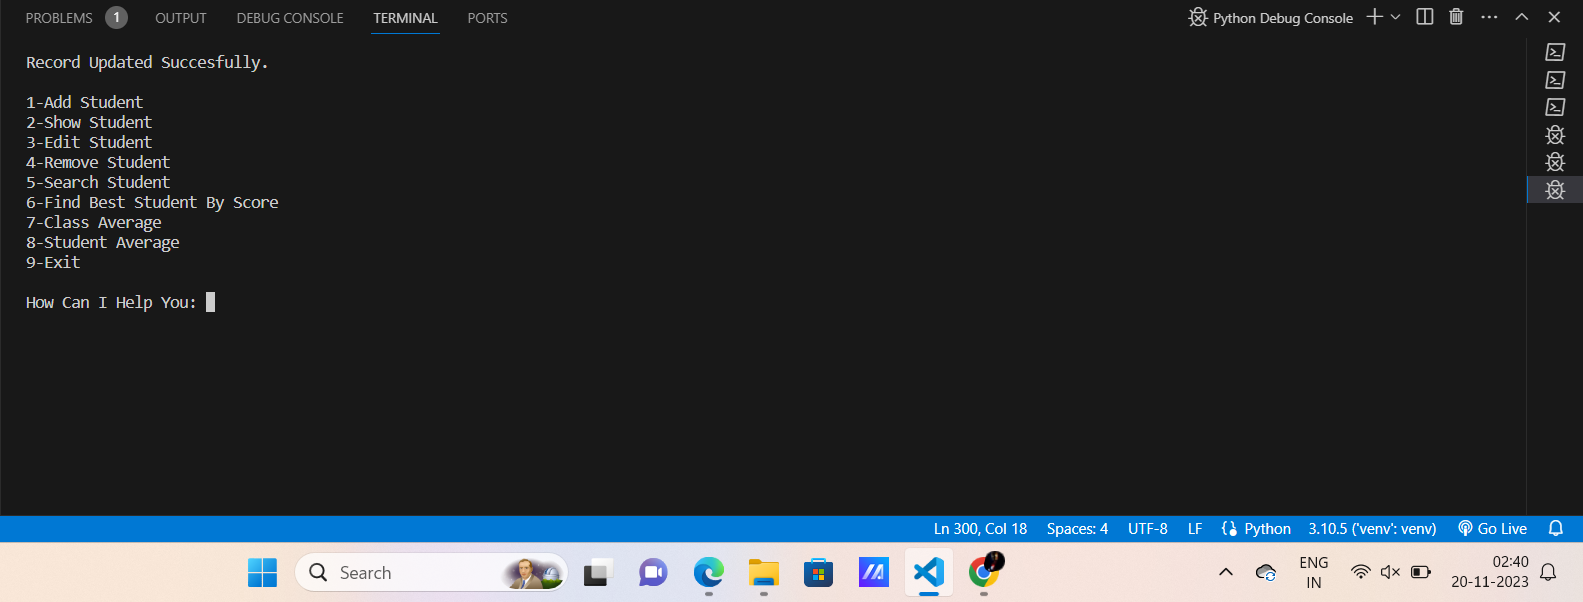 PROBLEMS 1 OUTPUT DEBUG CONSOLE TERMINAL PORTS Python Debug Console
Record Updated Succesfully.
1-Add Student
2-Show Student
3-Edit Student
4-Remove Student
5-Search Student
6-Find Best Student By Score
7-Class Average
8-Student Average
9-Exit
How Can I Help You:
Ln 300, Col 18 Spaces: 4 UTF-8 LF Python 3.10.5 ('venv': venv) Go Live
Search
ENG
IN
02:40
20-11-2023